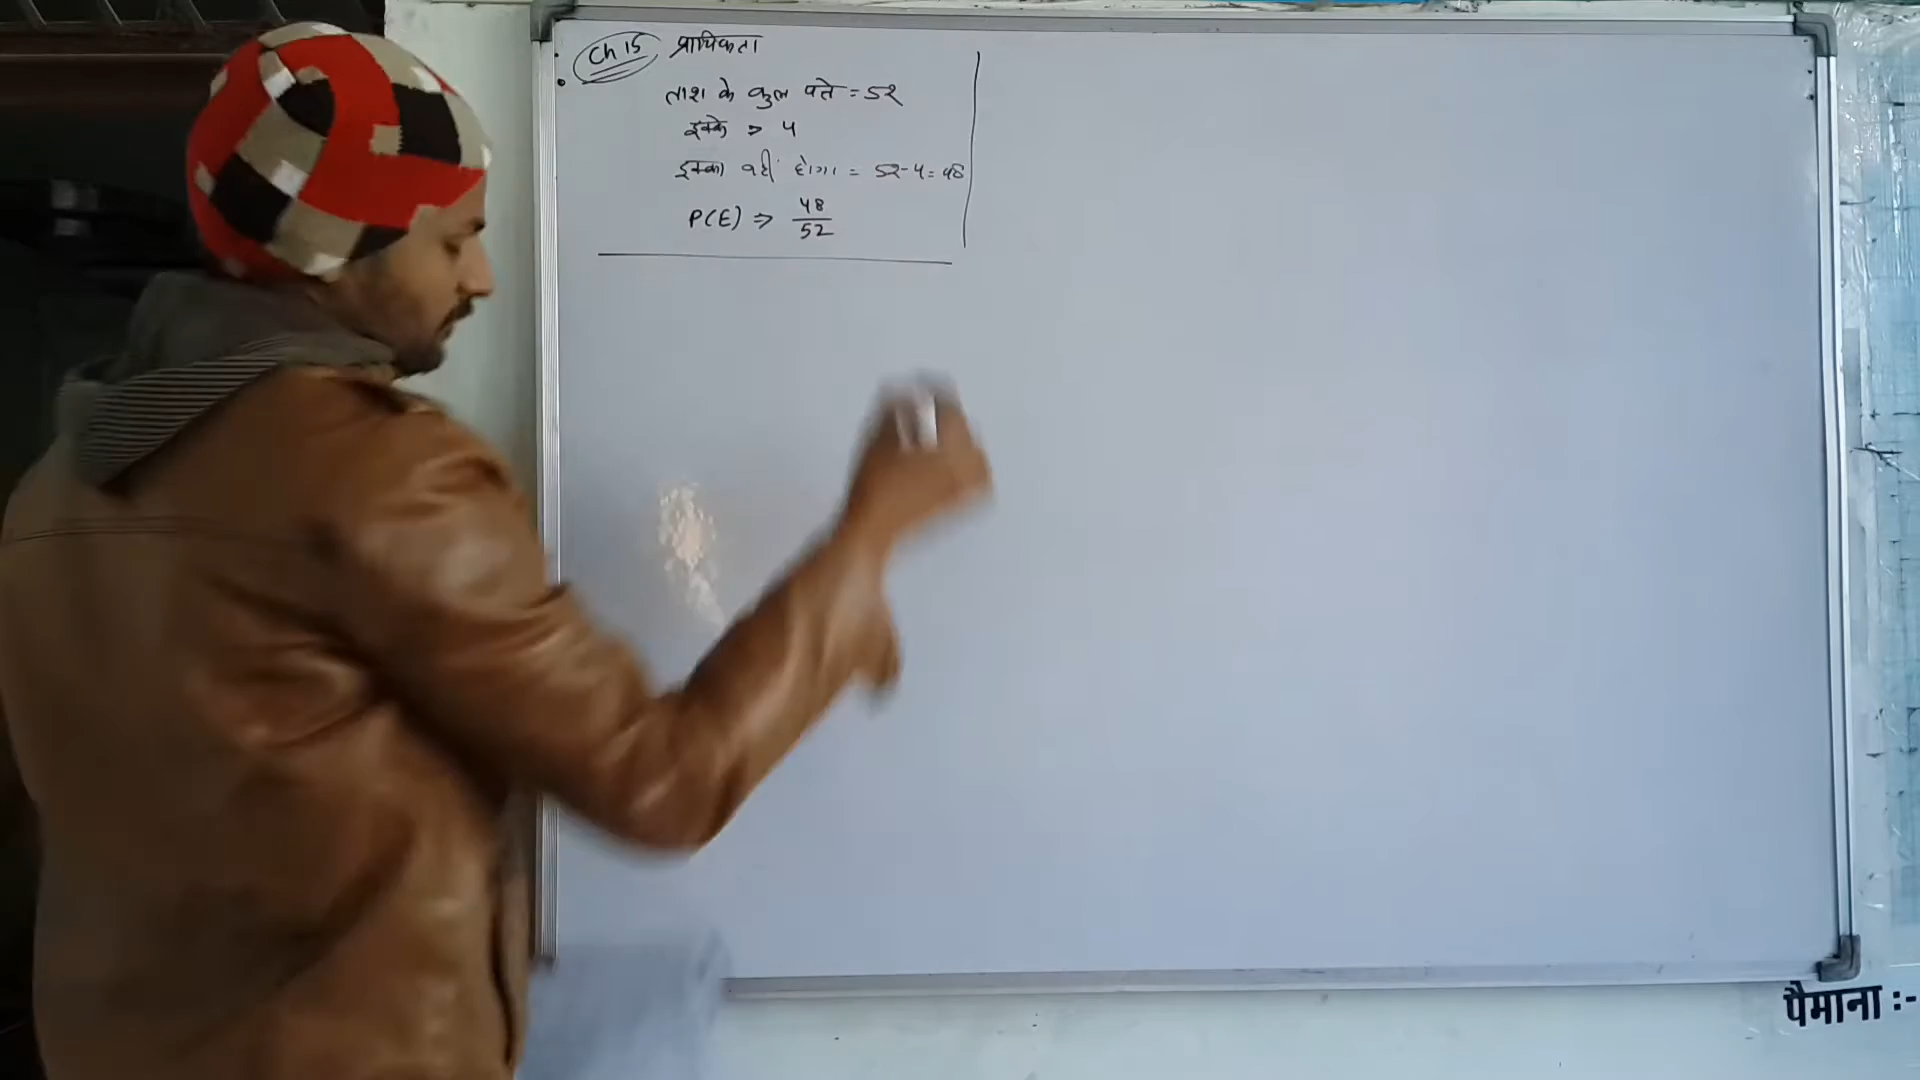 Ch 15 प्रायिकता
ताश के कुल पत्ते = 52
इक्के => 4
इक्का नहीं होगा = 52-4=48
P(E) => 48/52
पैमाना :-